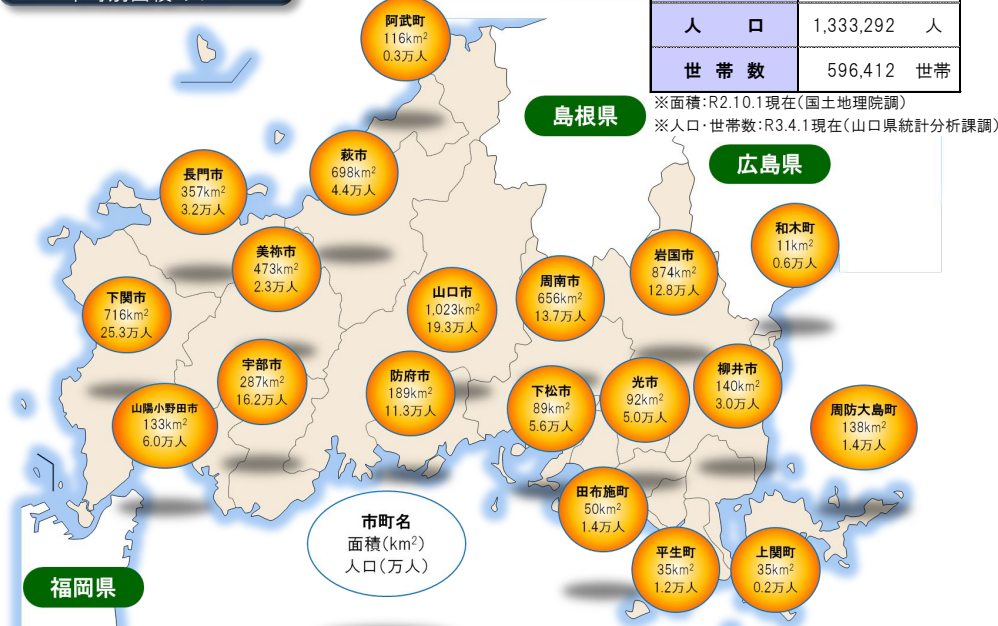 人口 1,333,292 人
世帯数 596,412 世帯
※面積:R2.10.1現在(国土地理院調)
※人口・世帯数:R3.4.1現在(山口県統計分析課調)
島根県
広島県
福岡県
阿武町
116km²
0.3万人
萩市
698km²
4.4万人
長門市
357km²
3.2万人
美祢市
473km²
2.3万人
下関市
716km²
25.3万人
山口市
1,023km²
19.3万人
周南市
656km²
13.7万人
岩国市
874km²
12.8万人
和木町
11km²
0.6万人
宇部市
287km²
16.2万人
防府市
189km²
11.3万人
下松市
89km²
5.6万人
光市
92km²
5.0万人
柳井市
140km²
3.0万人
山陽小野田市
133km²
6.0万人
周防大島町
138km²
1.4万人
田布施町
50km²
1.4万人
平生町
35km²
1.2万人
上関町
35km²
0.2万人
市町名
面積(km²)
人口(万人)